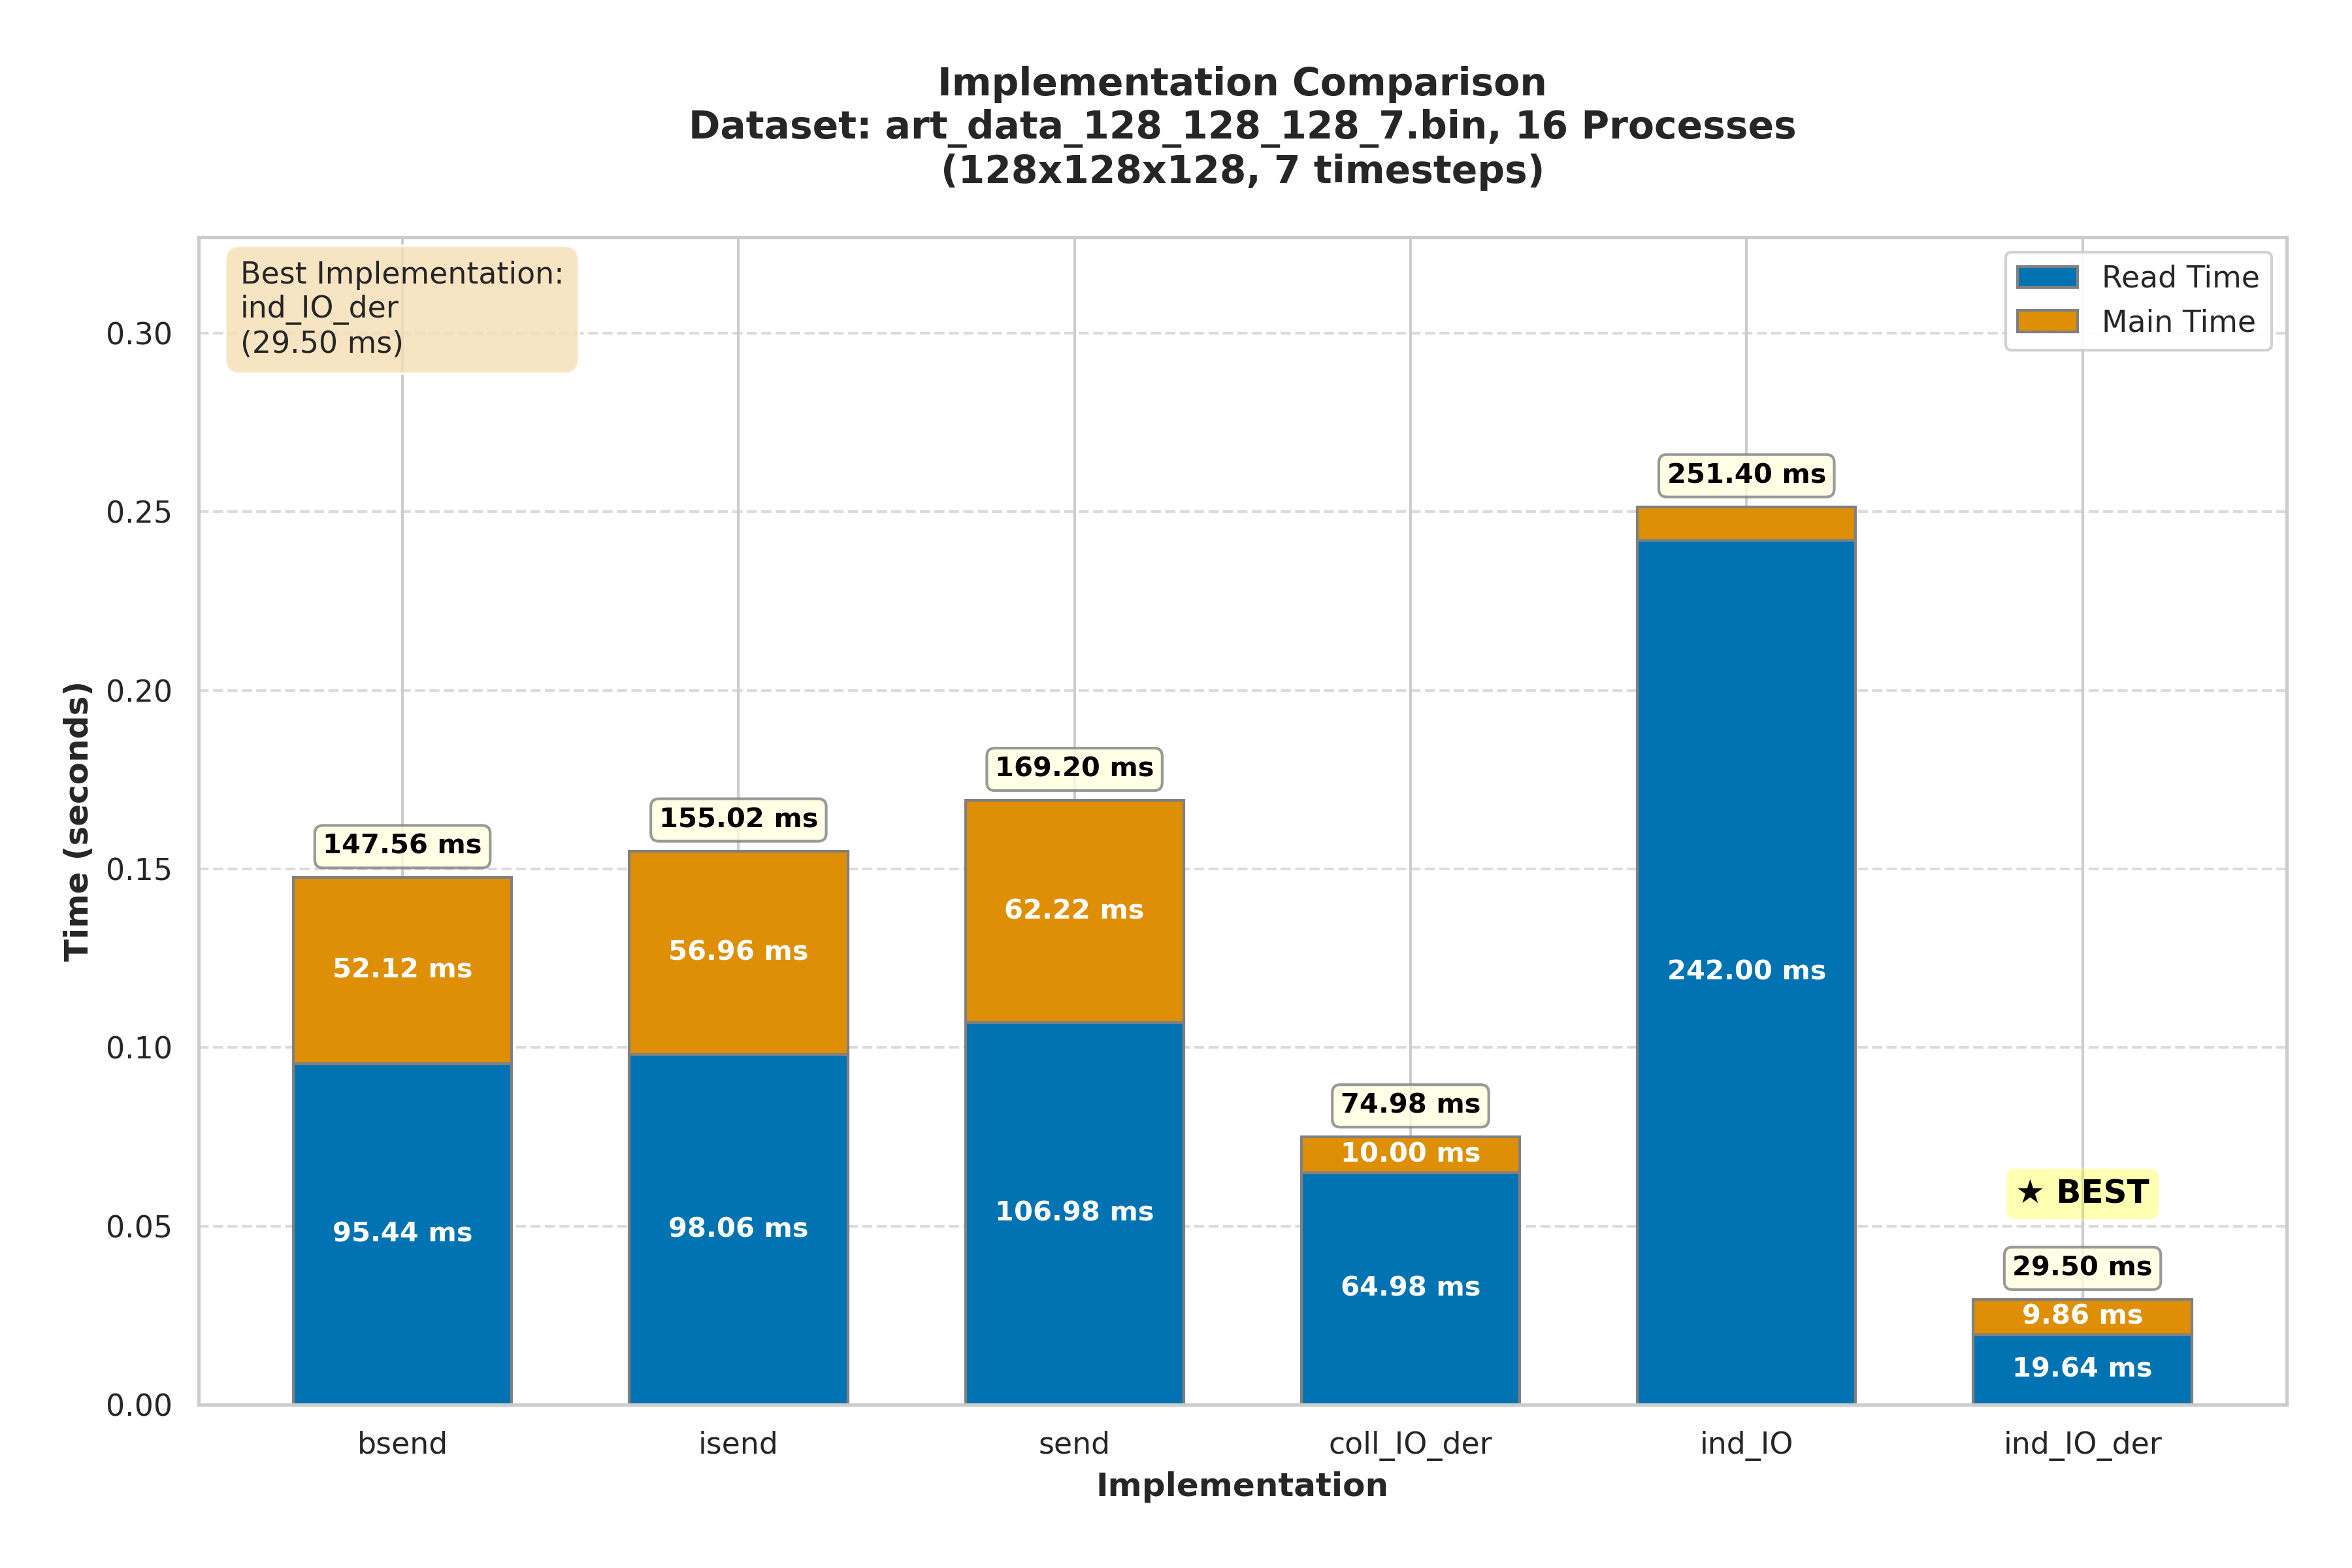 Implementation Comparison
Dataset: art_data_128_128_128_7.bin, 16 Processes
(128x128x128, 7 timesteps)
Best Implementation:
ind_IO_der
(29.50 ms)
Read Time
Main Time
Time (seconds)
0.30
0.25
0.20
0.15
0.10
0.05
0.00
147.56 ms
52.12 ms
95.44 ms
155.02 ms
56.96 ms
98.06 ms
169.20 ms
62.22 ms
106.98 ms
74.98 ms
10.00 ms
64.98 ms
251.40 ms
242.00 ms
★ BEST
29.50 ms
9.86 ms
19.64 ms
bsend
isend
send
coll_IO_der
ind_IO
ind_IO_der
Implementation